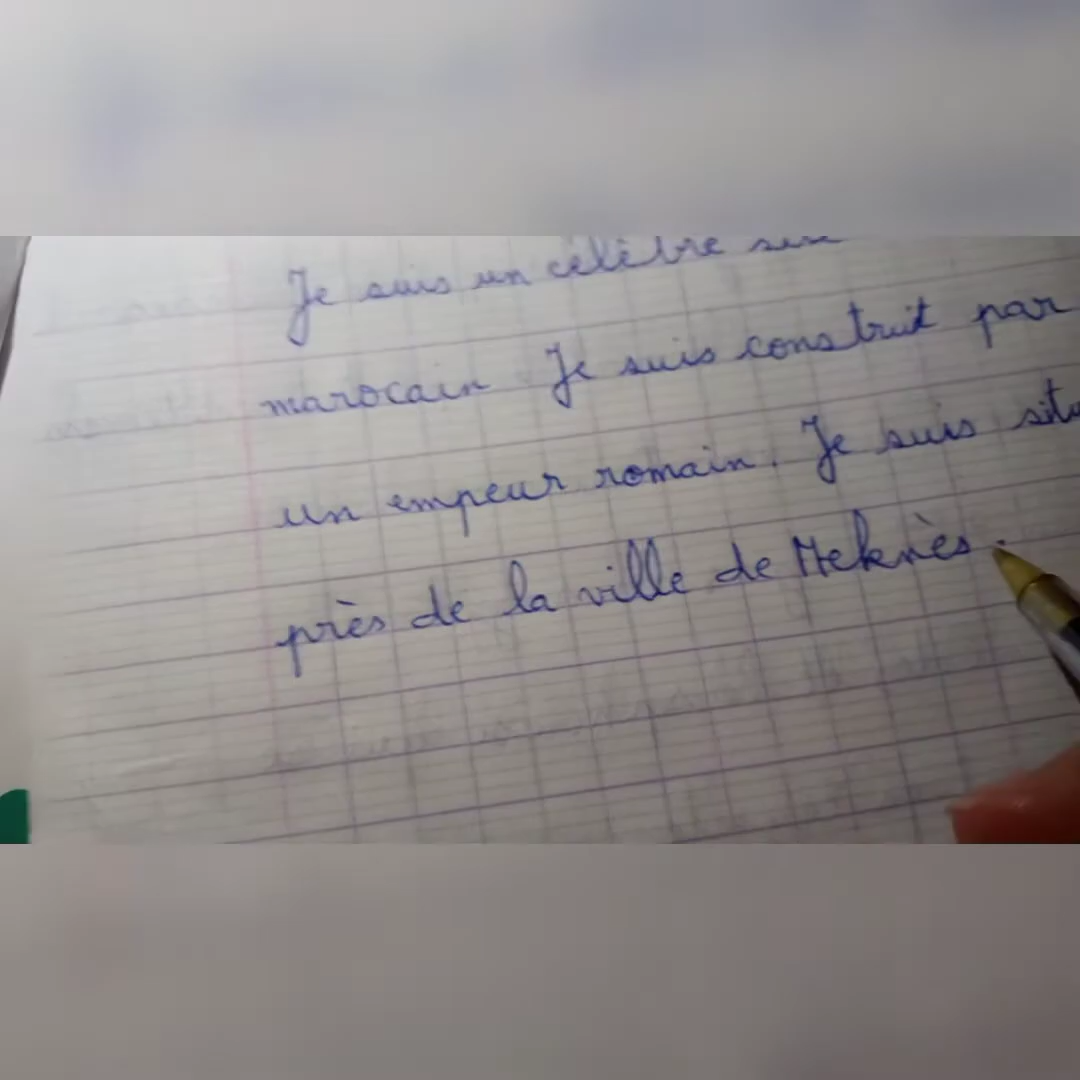 Je suis un célèbre
marocain Je suis construit par
un empeur romain. Je suis
près de la ville de Meknès.